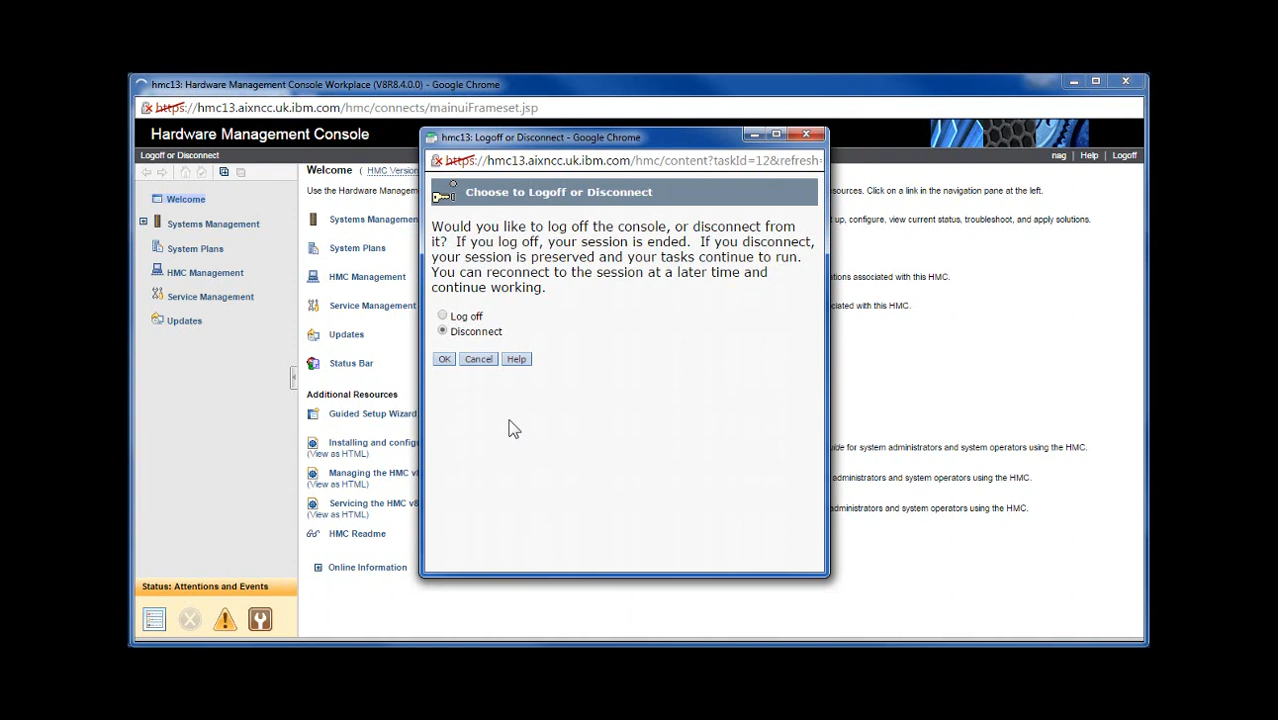 hmc13: Hardware Management Console Workplace (V8R8.4.0.0) - Google Chrome
https://hmc13.aixncc.uk.ibm.com/hmc/connects/mainuiFrameset.jsp
Hardware Management Console
Logoff or Disconnect
nag | Help | Logoff
Welcome
Systems Management
System Plans
HMC Management
Service Management
Updates
Status: Attentions and Events
Welcome ( HMC Version
Use the Hardware Managem
esources. Click on a link in the navigation pane at the left.
Systems Managemen
t up, configure, view current status, troubleshoot, and apply solutions.
System Plans
HMC Management
ations associated with this HMC.
Service Management
ociated with this HMC.
Updates
Status Bar
Additional Resources
Guided Setup Wizard
Installing and config
(View as HTML)
uide for system administrators and system operators using the HMC.
Managing the HMC v8
(View as HTML)
administrators and system operators using the HMC.
Servicing the HMC v8
(View as HTML)
administrators and system operators using the HMC.
HMC Readme
Online Information
hmc13: Logoff or Disconnect - Google Chrome
https://hmc13.aixncc.uk.ibm.com/hmc/content?taskId=12&refresh=
Choose to Logoff or Disconnect
Would you like to log off the console, or disconnect from
it? If you log off, your session is ended. If you disconnect,
your session is preserved and your tasks continue to run.
You can reconnect to the session at a later time and
continue working.
Log off
Disconnect
OK Cancel Help